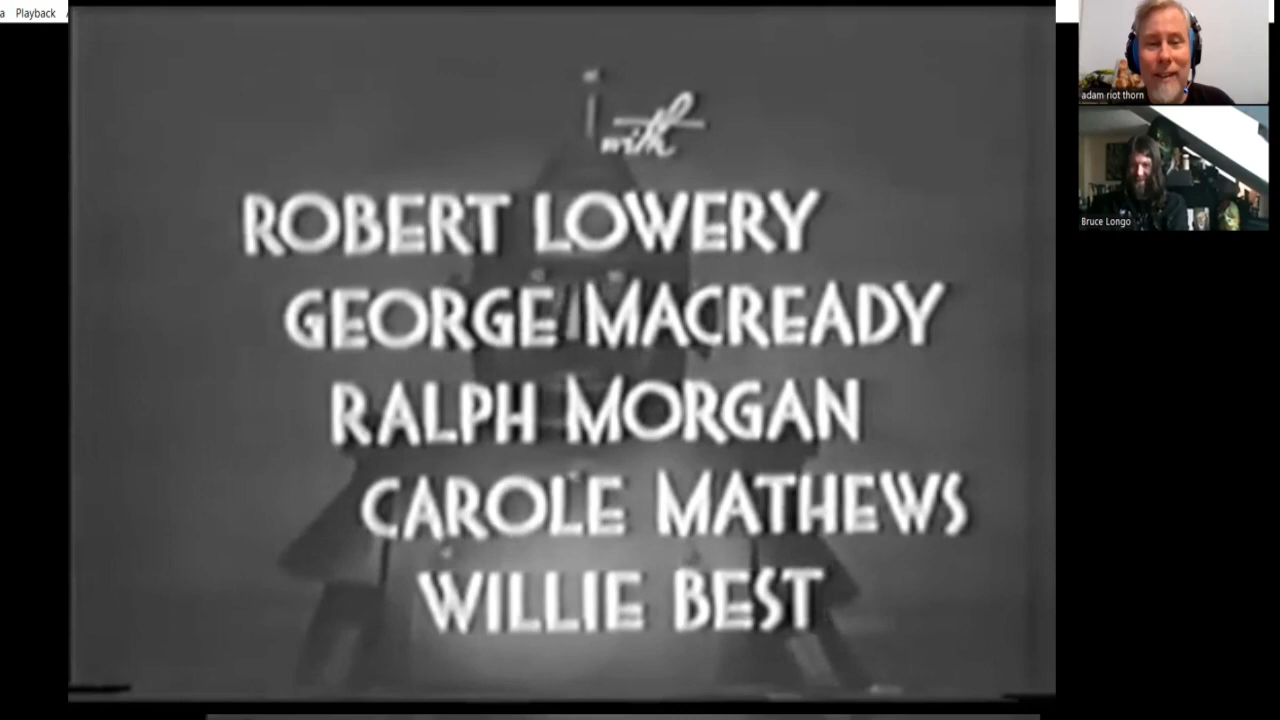 a Playback
with
ROBERT LOWERY
GEORGE MACREADY
RALPH MORGAN
CAROLE MATHEWS
WILLIE BEST
adam riot thorn
Bruce Longo